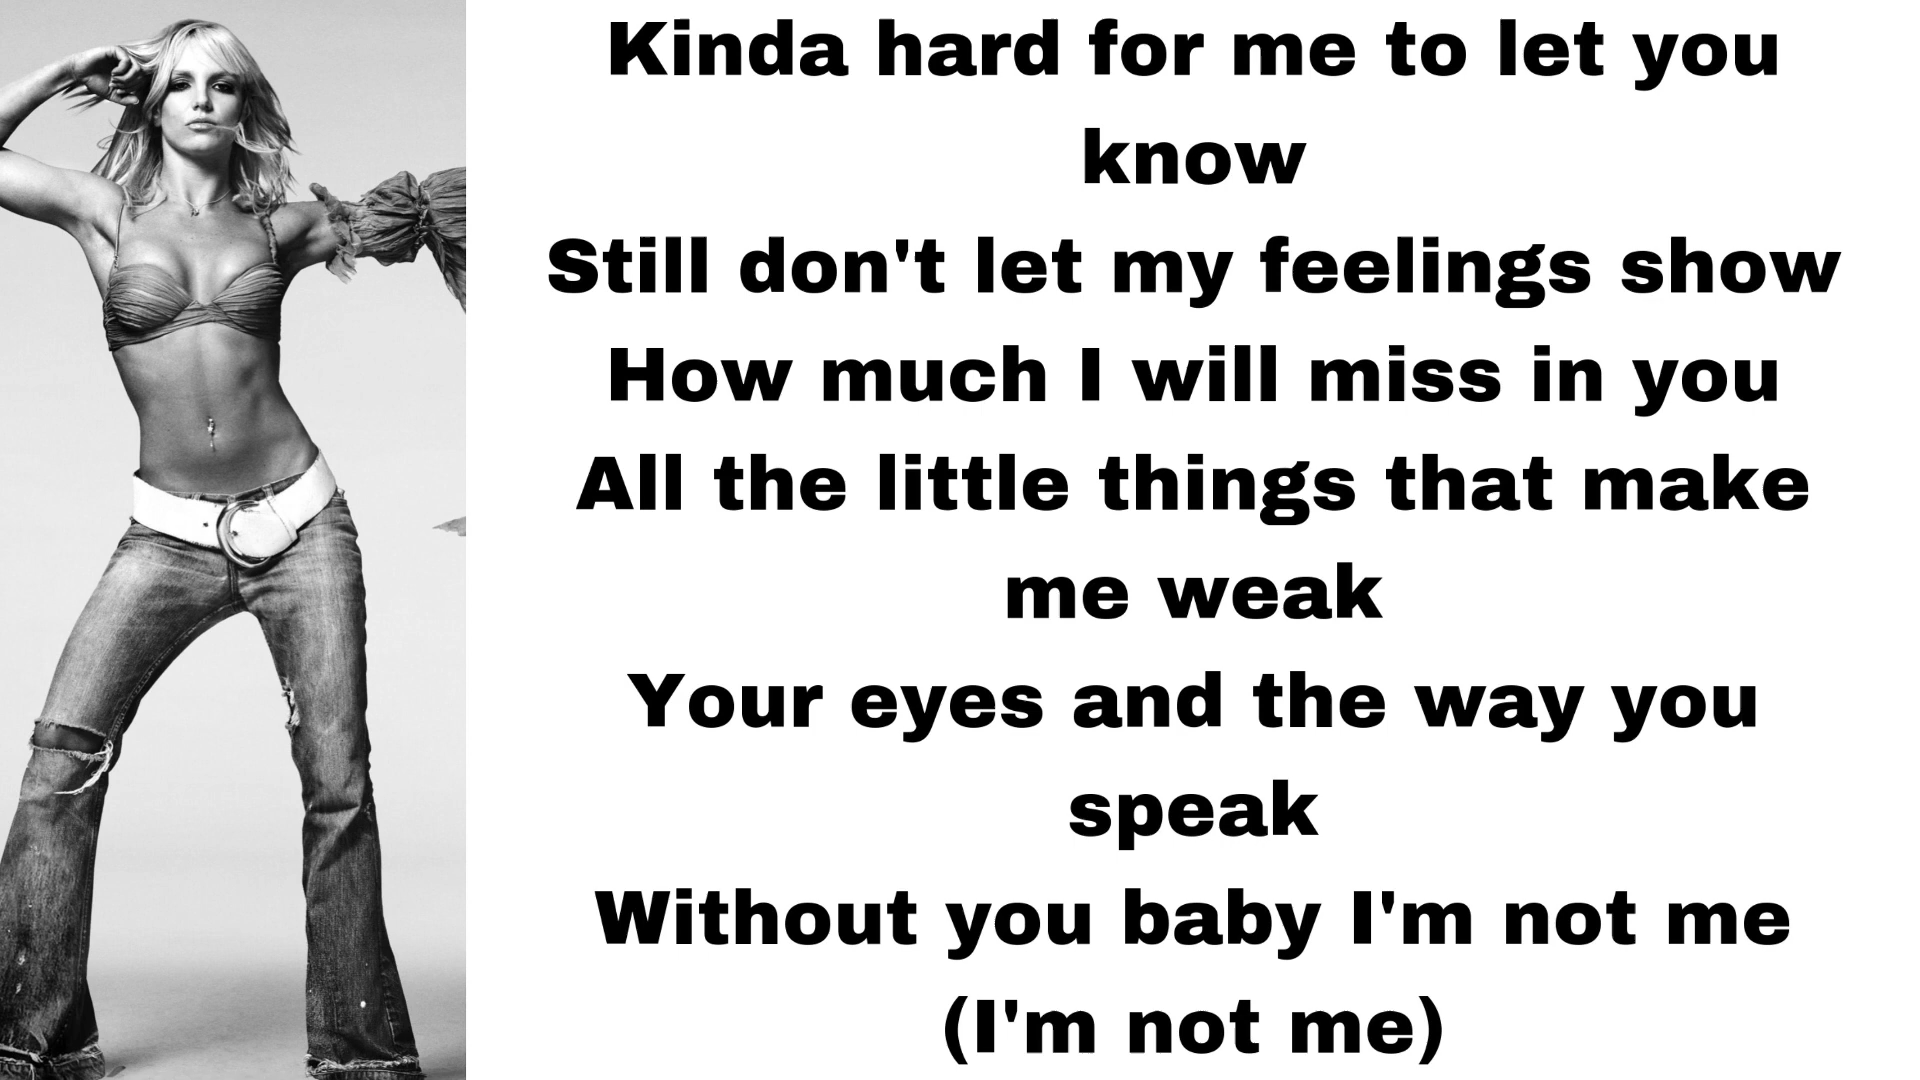 Kinda hard for me to let you
know
Still don't let my feelings show
How much I will miss in you
All the little things that make
me weak
Your eyes and the way you
speak
Without you baby I'm not me
(I'm not me)